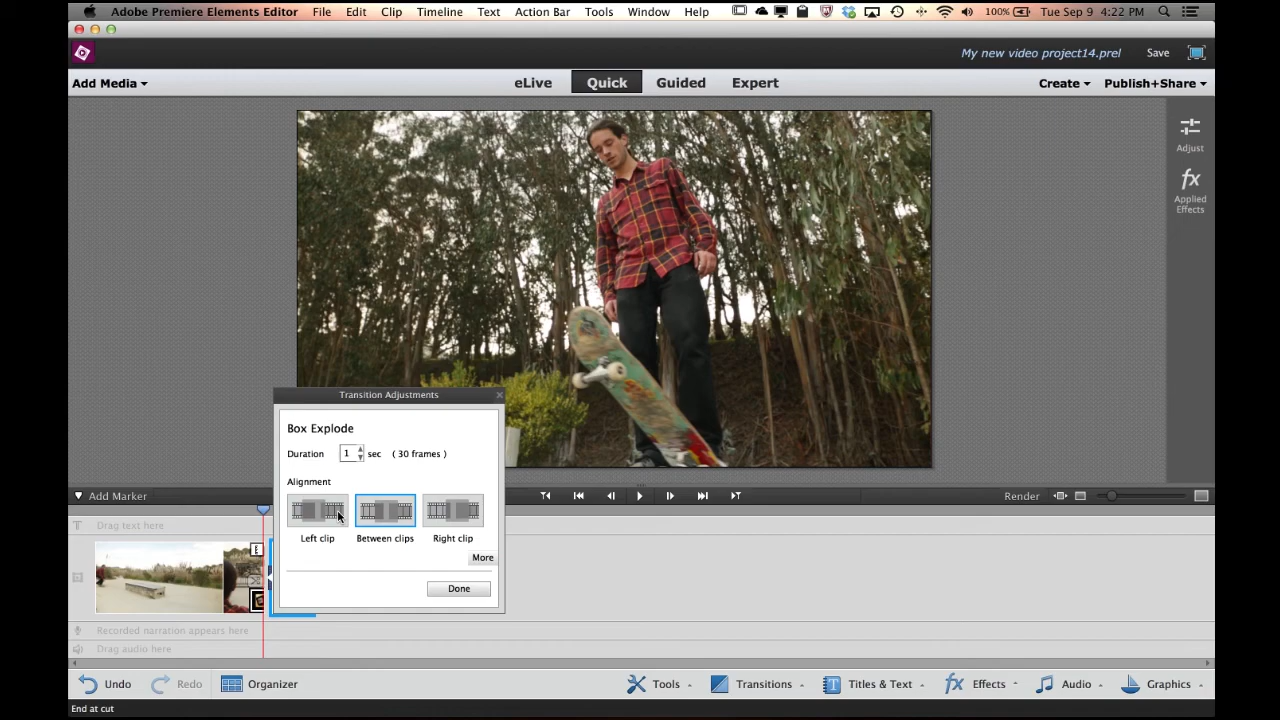 Adobe Premiere Elements Editor File Edit Clip Timeline Text Action Bar Tools Window Help 100% Tue Sep 9 4:22 PM
My new video project14.prel Save
Add Media eLive Quick Guided Expert Create Publish+Share
Adjust
fx
Applied
Effects
Transition Adjustments
Box Explode
Duration 1 sec ( 30 frames )
Alignment
Left clip Between clips Right clip
More
Done
Add Marker Render
T Drag text here
Recorded narration appears here
Drag audio here
Undo Redo Organizer Tools Transitions T Titles & Text fx Effects Audio Graphics
End at cut